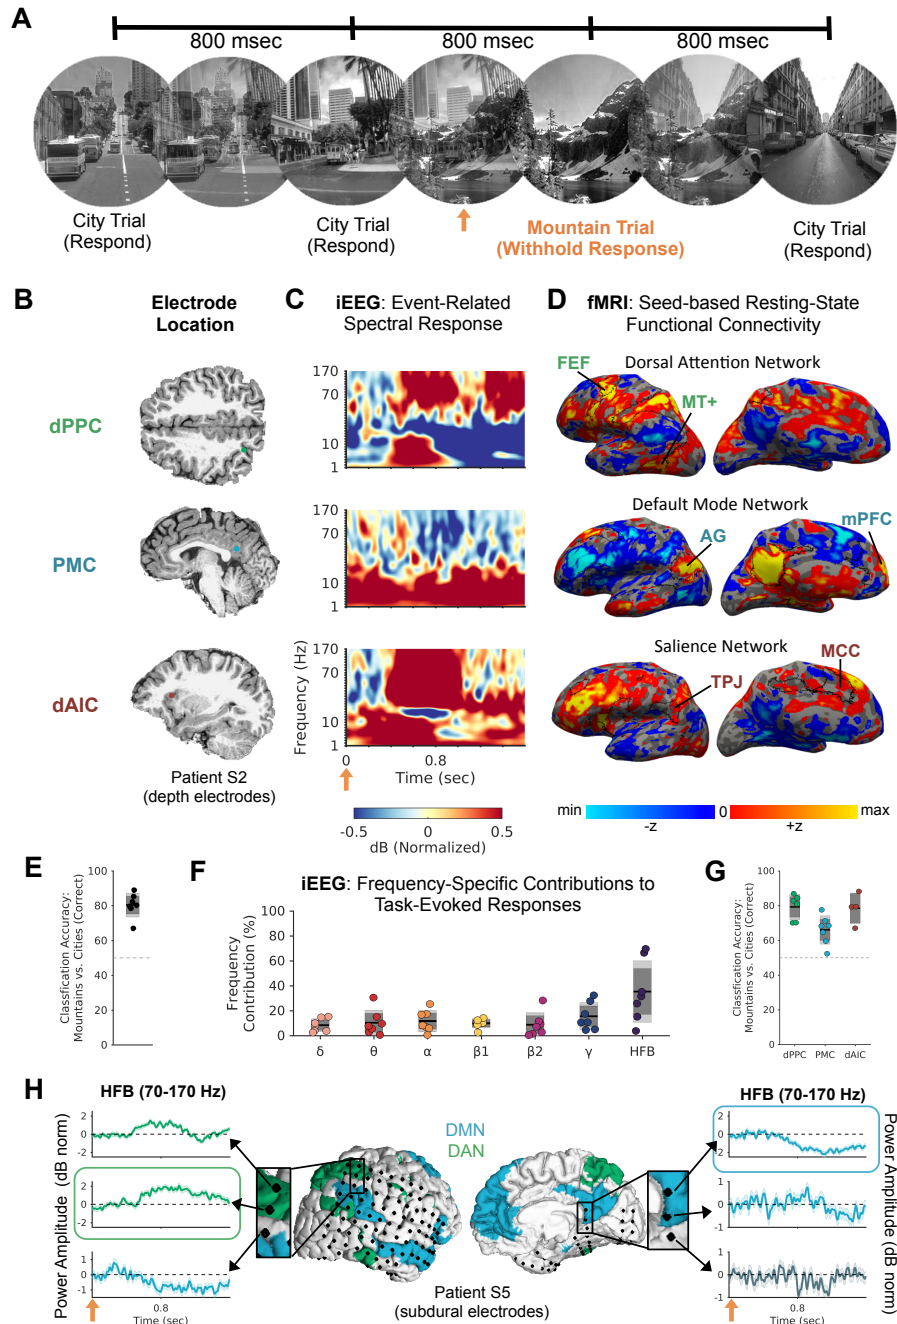 A
800 msec
800 msec
800 msec
City Trial
(Respond)
City Trial
(Respond)
Mountain Trial
(Withhold Response)
City Trial
(Respond)
B
Electrode
Location
dPPC
PMC
dAIC
Patient S2
(depth electrodes)
C
iEEG: Event-Related
Spectral Response
170
70
10
1
170
70
10
1
Frequency (Hz)
170
70
10
1
0
0.8
Time (sec)
-0.5
0
0.5
dB (Normalized)
D
fMRI: Seed-based Resting-State
Functional Connectivity
Dorsal Attention Network
FEF
MT+
Default Mode Network
AG
mPFC
Salience Network
TPJ
MCC
min
0
max
-z
+z
E
Classfication Accuracy:
Mountains vs. Cities (Correct)
100
80
60
40
20
0
F
iEEG: Frequency-Specific Contributions to
Task-Evoked Responses
Frequency
Contribution (%)
100
80
60
40
20
0
δ
θ
α
β1
β2
γ
HFB
G
Classfication Accuracy:
Mountains vs. Cities (Correct)
100
80
60
40
20
0
dPPC
PMC
dAIC
H
HFB (70-170 Hz)
Power Amplitude (dB norm)
2
0
-2
2
0
-2
1
0
-1
0.8
Time (sec)
DMN
DAN
Patient S5
(subdural electrodes)
HFB (70-170 Hz)
Power Amplitude (dB norm)
2
0
-2
1
0
-1
1
0
-1
0.8
Time (sec)